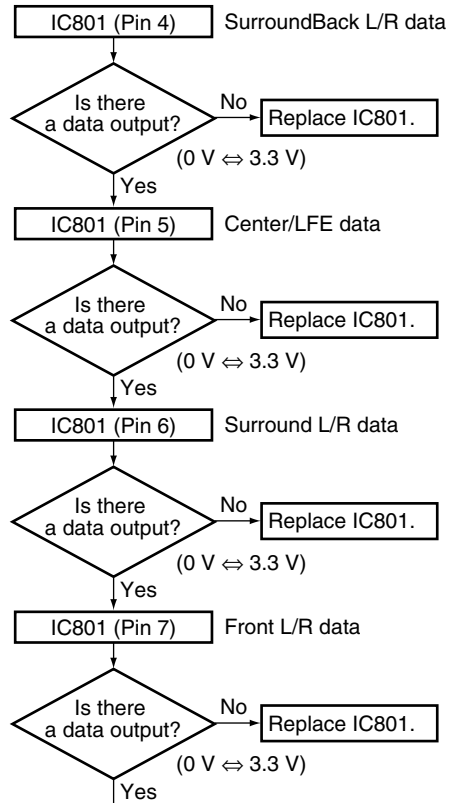 IC801 (Pin 4) SurroundBack L/R data
Is there
a data output?
No
Replace IC801.
(0 V ⇔ 3.3 V)
Yes
IC801 (Pin 5) Center/LFE data
Is there
a data output?
No
Replace IC801.
(0 V ⇔ 3.3 V)
Yes
IC801 (Pin 6) Surround L/R data
Is there
a data output?
No
Replace IC801.
(0 V ⇔ 3.3 V)
Yes
IC801 (Pin 7) Front L/R data
Is there
a data output?
No
Replace IC801.
(0 V ⇔ 3.3 V)
Yes